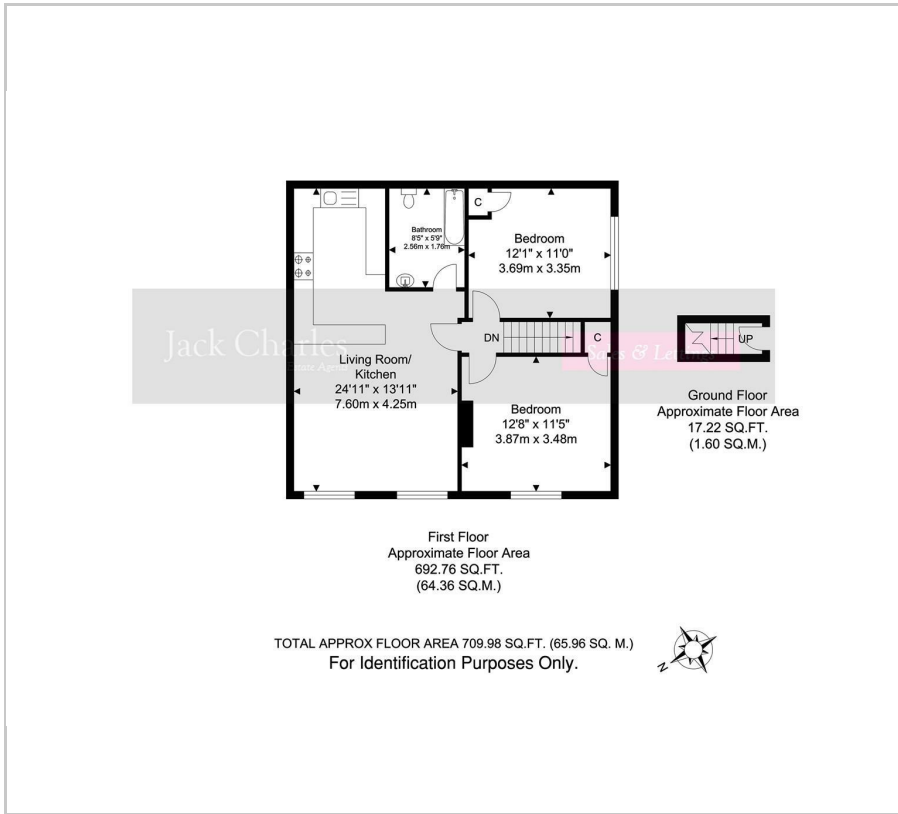 C
Bathroom
8'5" x 5'9"
2.56m x 1.76m
Bedroom
12'1" x 11'0"
3.69m x 3.35m
DN
C
UP
Jack Charles
Estate Agents
Sales & Lettings
Living Room/
Kitchen
24'11" x 13'11"
7.60m x 4.25m
Bedroom
12'8" x 11'5"
3.87m x 3.48m
Ground Floor
Approximate Floor Area
17.22 SQ.FT.
(1.60 SQ.M.)
First Floor
Approximate Floor Area
692.76 SQ.FT.
(64.36 SQ.M.)
TOTAL APPROX FLOOR AREA 709.98 SQ.FT. (65.96 SQ. M.)
For Identification Purposes Only.
N